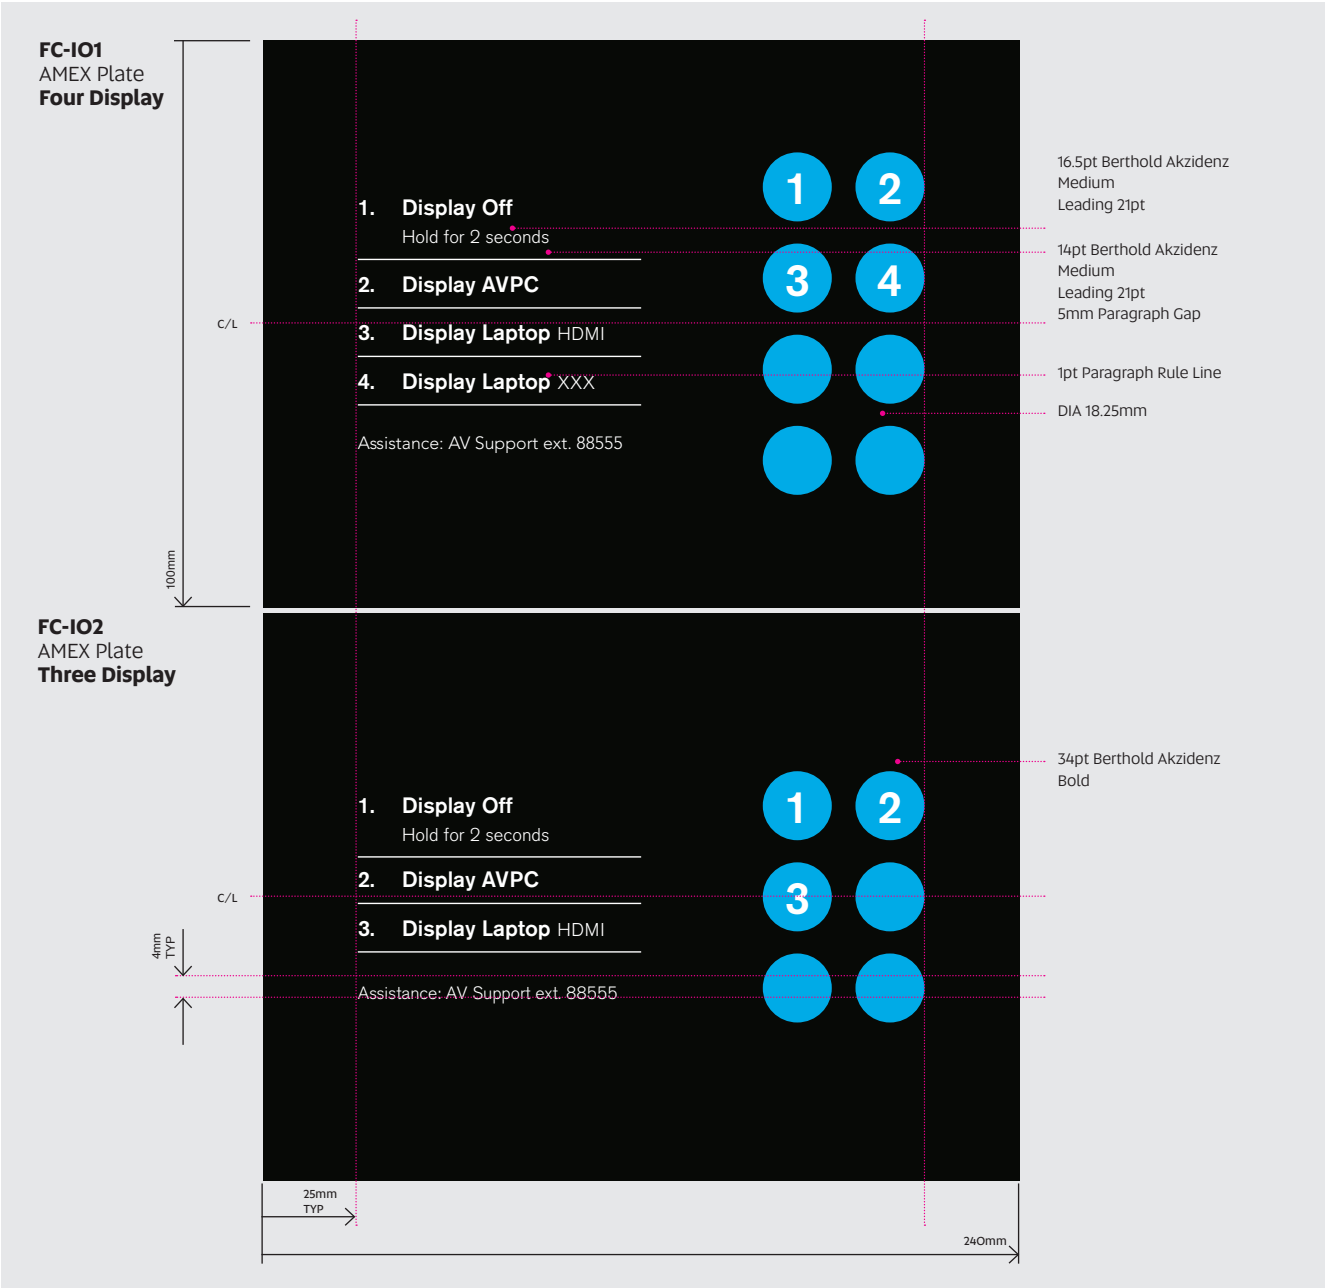 FC-IO1
AMEX Plate
Four Display
1. Display Off
Hold for 2 seconds
2. Display AVPC
3. Display Laptop HDMI
4. Display Laptop XXX
Assistance: AV Support ext. 88555
1 2
3 4
16.5pt Berthold Akzidenz
Medium
Leading 21pt
14pt Berthold Akzidenz
Medium
Leading 21pt
5mm Paragraph Gap
1pt Paragraph Rule Line
DIA 18.25mm
C/L
100mm
FC-IO2
AMEX Plate
Three Display
1. Display Off
Hold for 2 seconds
2. Display AVPC
3. Display Laptop HDMI
Assistance: AV Support ext. 88555
1 2
3
34pt Berthold Akzidenz
Bold
C/L
4mm
TYP
25mm
TYP
240mm